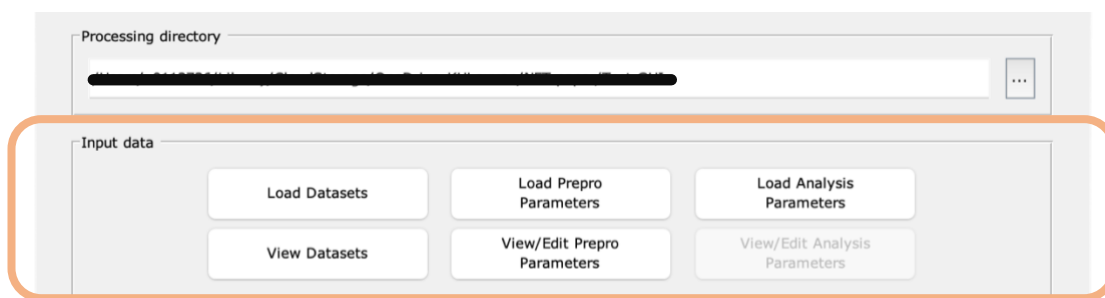 Processing directory
...
Input data
Load Datasets
Load Prepro
Parameters
Load Analysis
Parameters
View Datasets
View/Edit Prepro
Parameters
View/Edit Analysis
Parameters